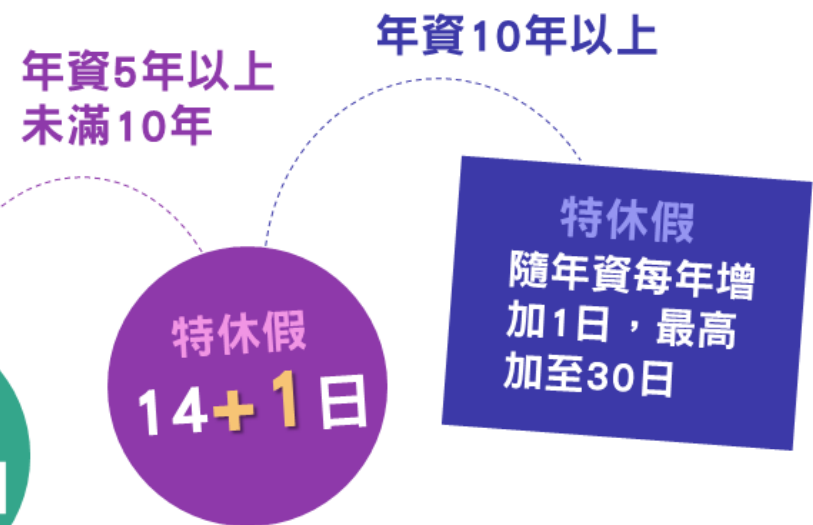 年資5年以上
未滿10年
特休假
14+1日
年資10年以上
特休假
隨年資每年增
加1日，最高
加至30日